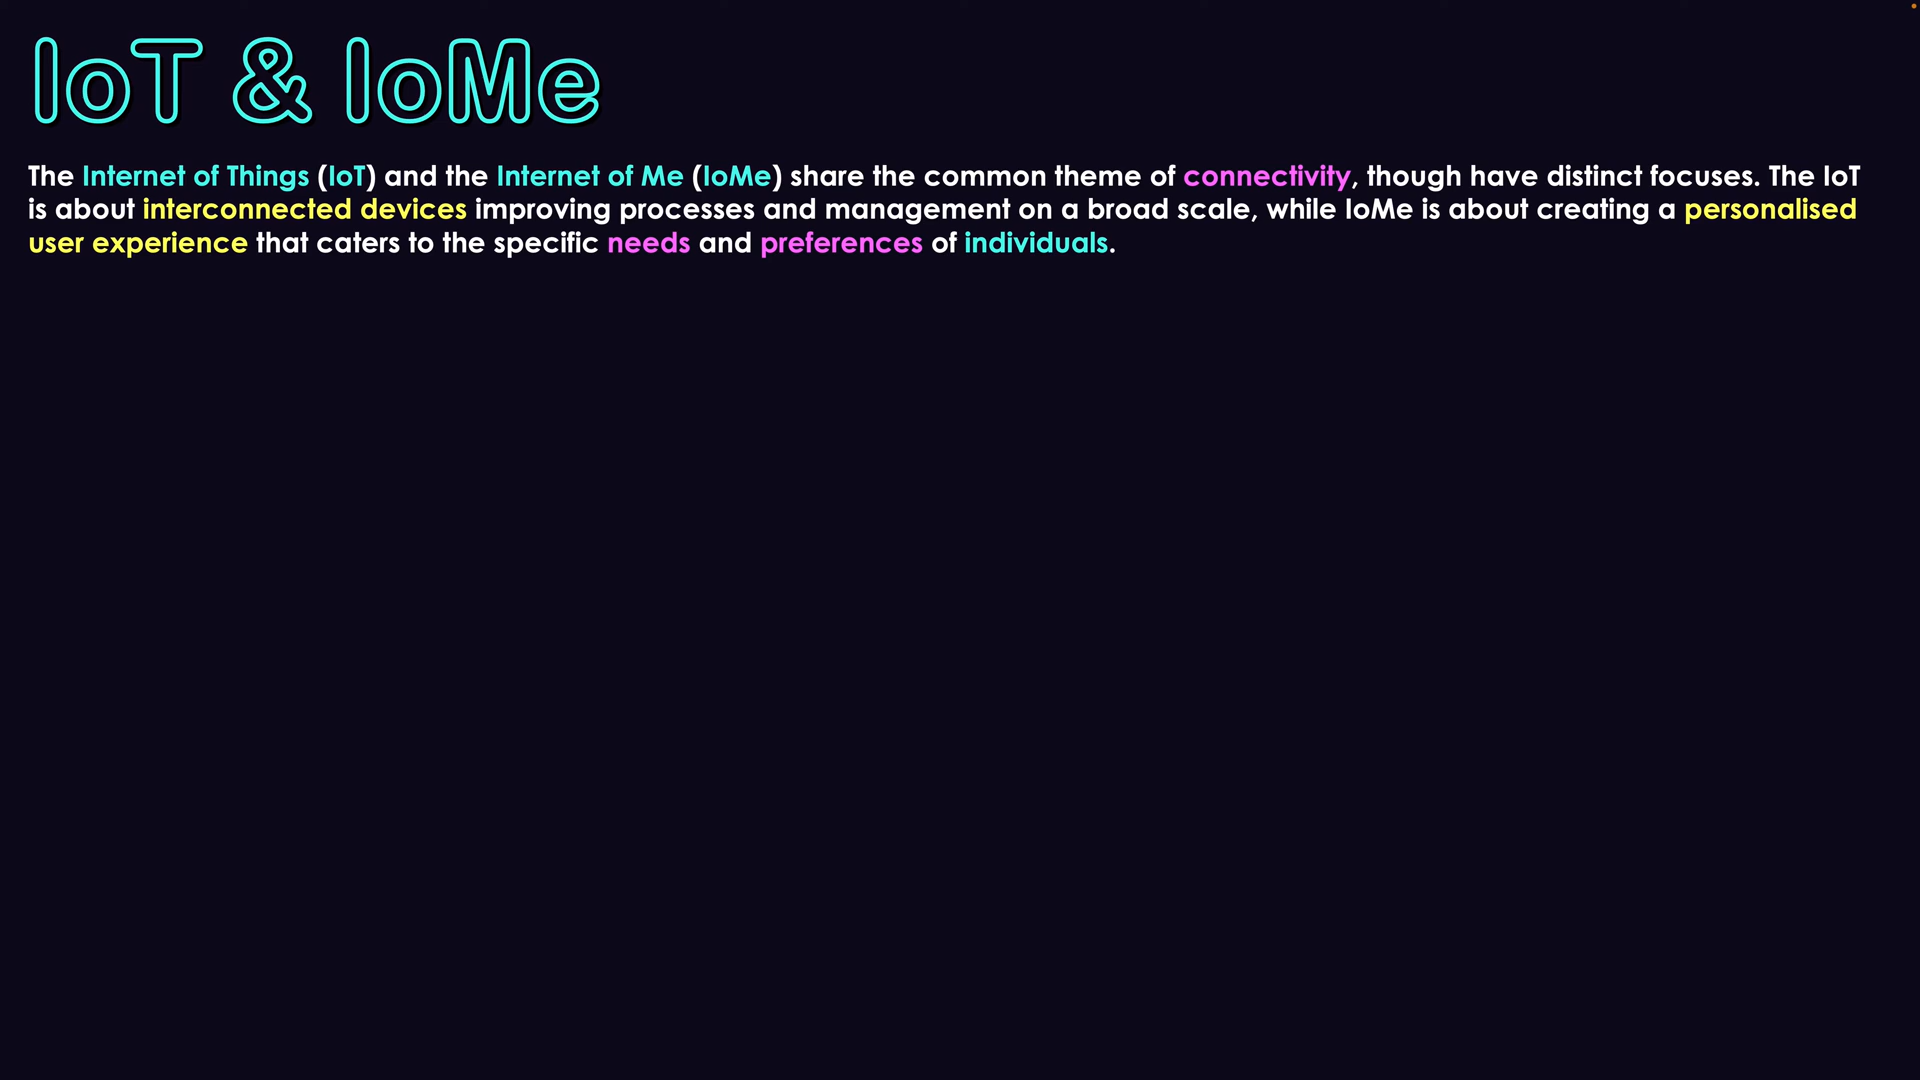 IoT & IoMe
The Internet of Things (IoT) and the Internet of Me (IoMe) share the common theme of connectivity, though have distinct focuses. The IoT
is about interconnected devices improving processes and management on a broad scale, while IoMe is about creating a personalised
user experience that caters to the specific needs and preferences of individuals.